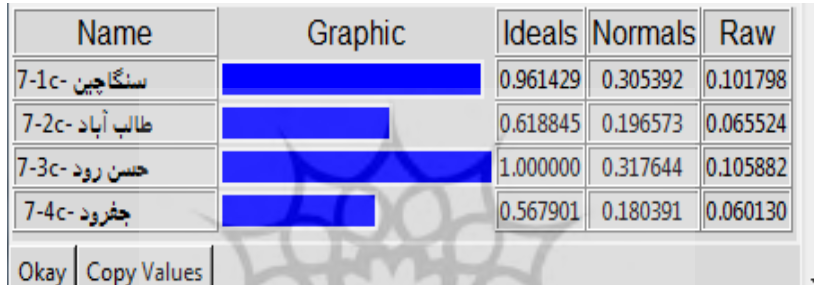 Name Graphic Ideals Normals Raw
7-1c- سنگاچین 0.961429 0.305392 0.101798
7-2c- طالب آباد 0.618845 0.196573 0.065524
7-3c- حسن رود 1.000000 0.317644 0.105882
7-4c- جفرود 0.567901 0.180391 0.060130
Okay Copy Values